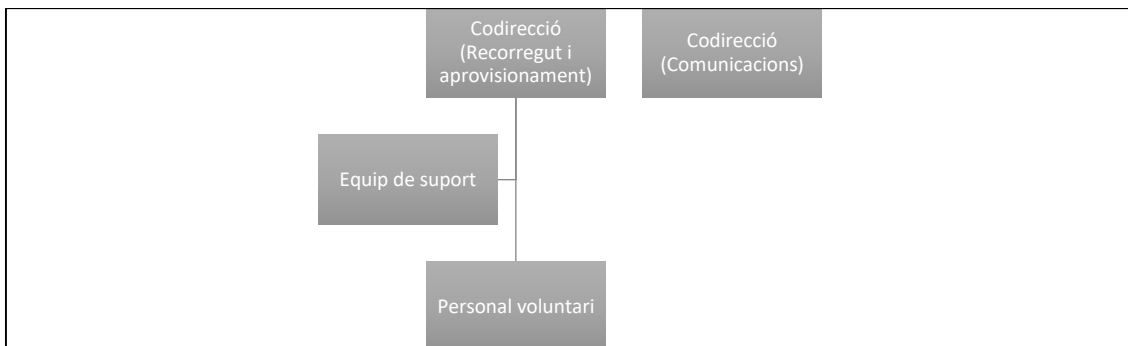 Codirecció
(Recorregut i
aprovisionament)
Codirecció
(Comunicacions)
Equip de suport
Personal voluntari